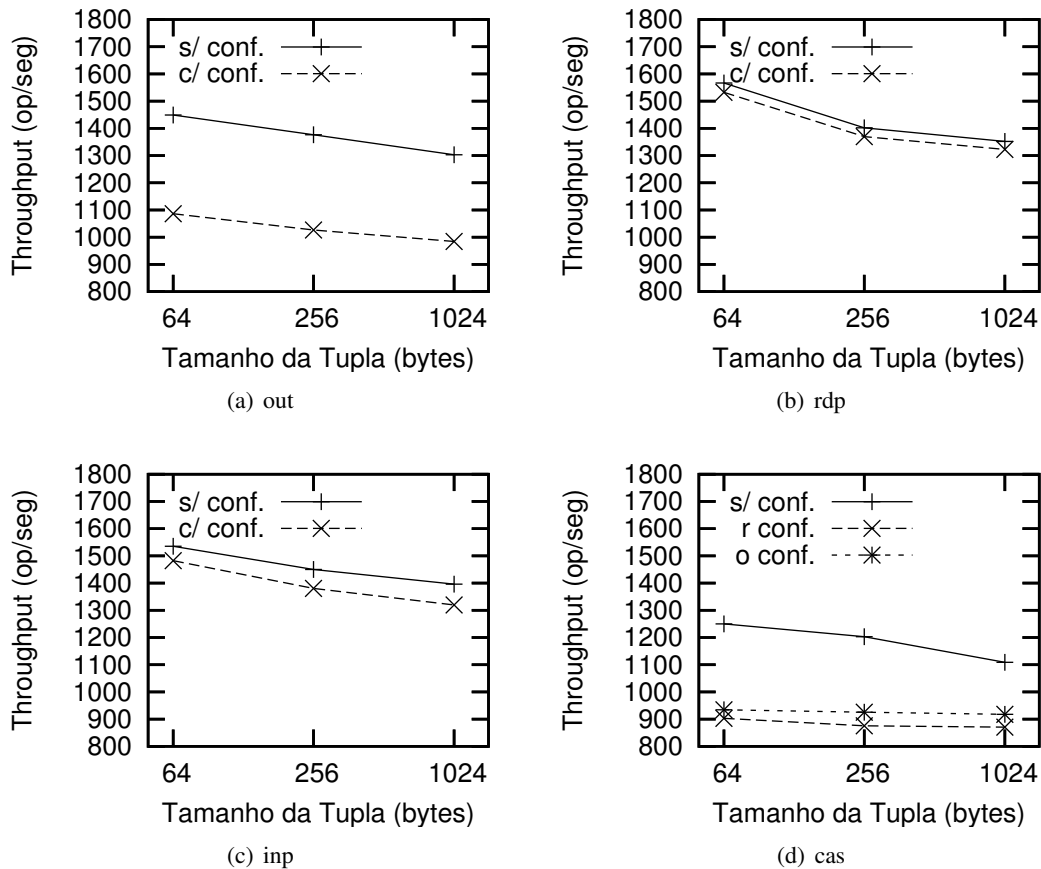 1800
1700
1600
1500
1400
1300
1200
1100
1000
900
800
Throughput (op/seg)
s/ conf.
c/ conf.
64 256 1024
Tamanho da Tupla (bytes)
(a) out
1800
1700
1600
1500
1400
1300
1200
1100
1000
900
800
Throughput (op/seg)
s/ conf.
c/ conf.
64 256 1024
Tamanho da Tupla (bytes)
(b) rdp
1800
1700
1600
1500
1400
1300
1200
1100
1000
900
800
Throughput (op/seg)
s/ conf.
c/ conf.
64 256 1024
Tamanho da Tupla (bytes)
(c) inp
1800
1700
1600
1500
1400
1300
1200
1100
1000
900
800
Throughput (op/seg)
s/ conf.
r conf.
o conf.
64 256 1024
Tamanho da Tupla (bytes)
(d) cas